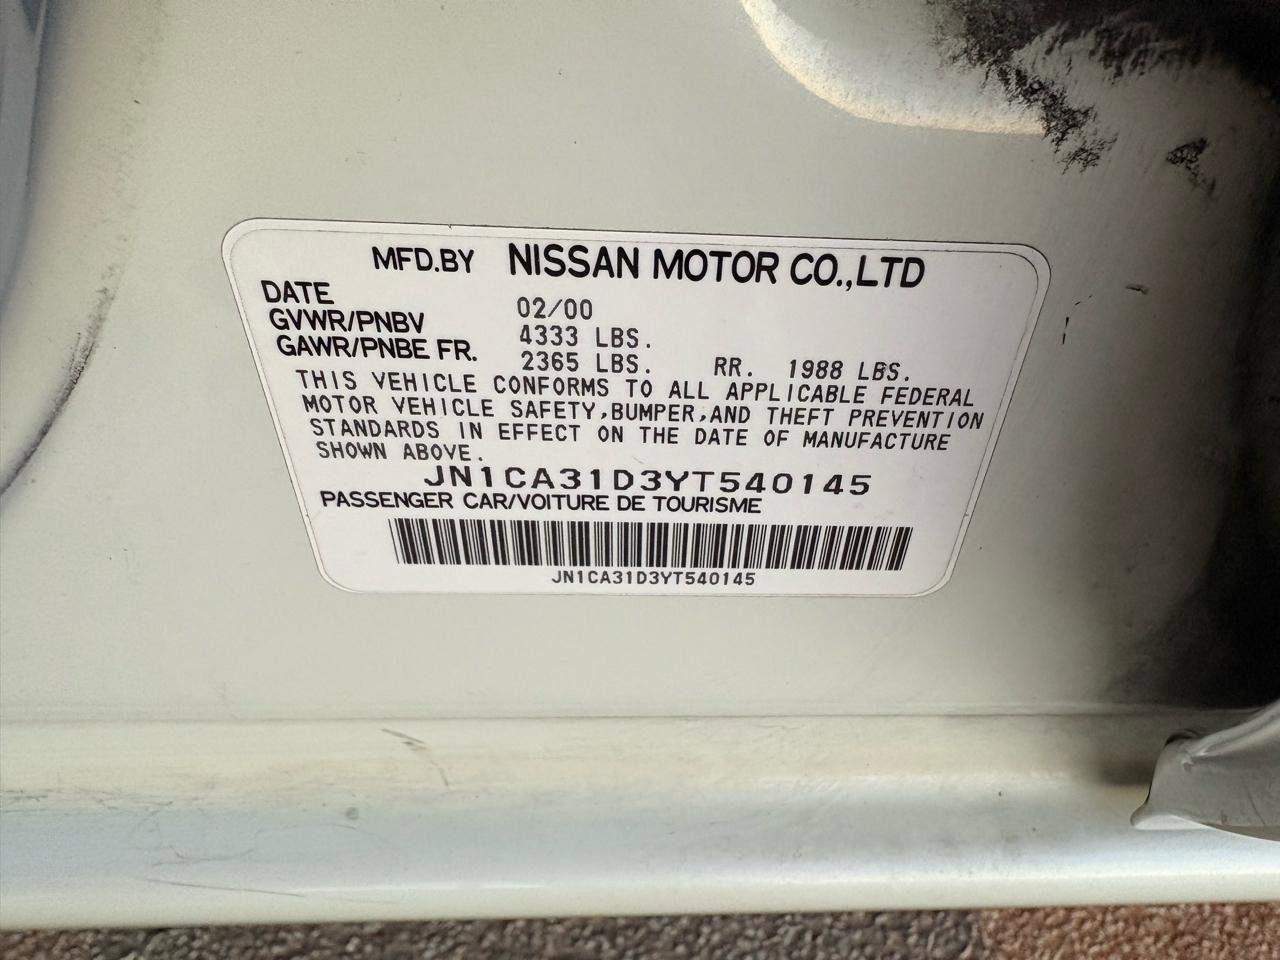 MFD.BY NISSAN MOTOR CO.,LTD
DATE 02/00
GVWR/PNBV 4333 LBS.
GAWR/PNBE FR. 2365 LBS. RR. 1988 LBS.
THIS VEHICLE CONFORMS TO ALL APPLICABLE FEDERAL
MOTOR VEHICLE SAFETY,BUMPER,AND THEFT PREVENTION
STANDARDS IN EFFECT ON THE DATE OF MANUFACTURE
SHOWN ABOVE.
JN1CA31D3YT540145
PASSENGER CAR/VOITURE DE TOURISME
JN1CA31D3YT540145